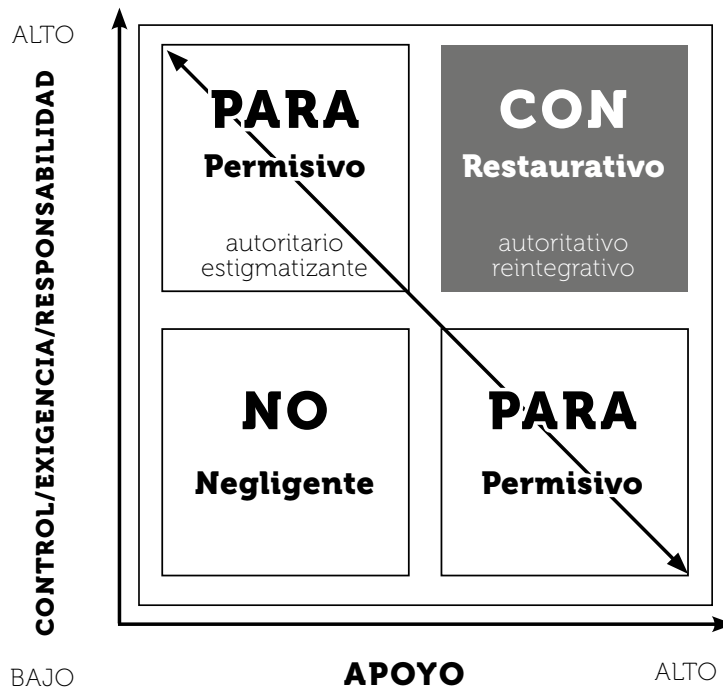 ALTO
CONTROL/EXIGENCIA/RESPONSABILIDAD
PARA
Permisivo
autoritario
estigmatizante
CON
Restaurativo
autoritativo
reintegrativo
NO
Negligente
PARA
Permisivo
BAJO
APOYO
ALTO